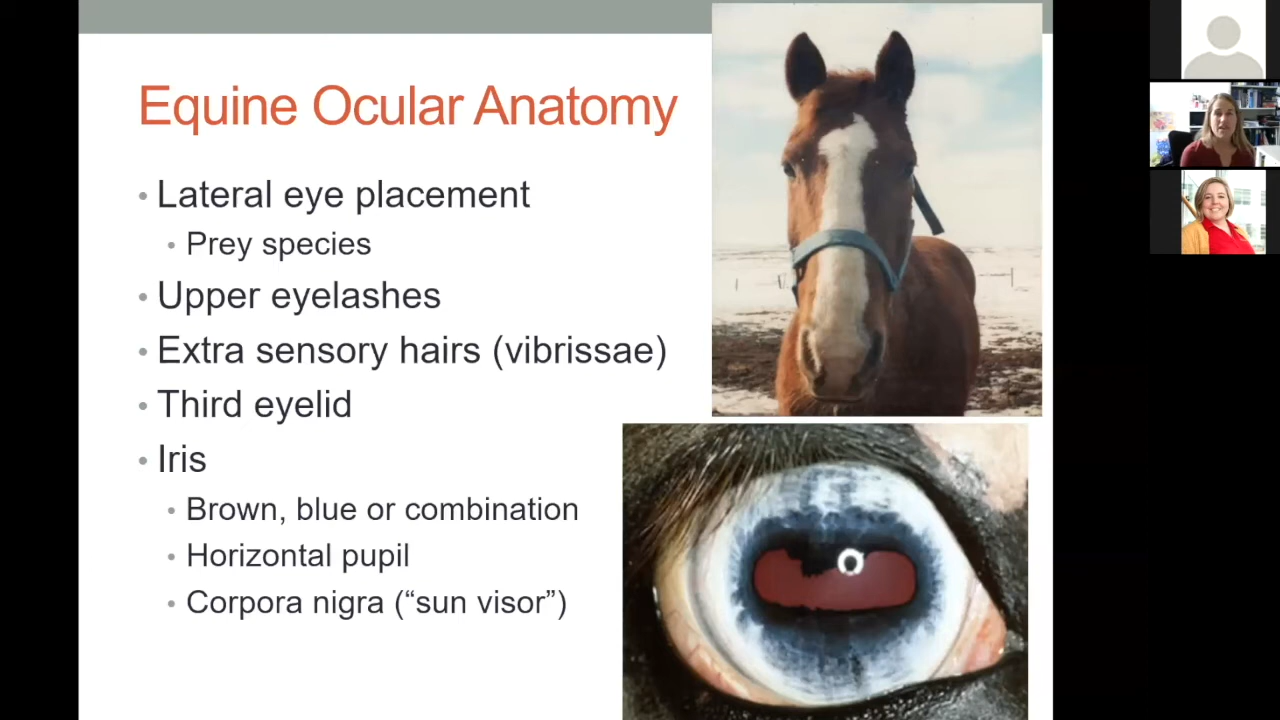 Equine Ocular Anatomy
• Lateral eye placement
• Prey species
• Upper eyelashes
• Extra sensory hairs (vibrissae)
• Third eyelid
• Iris
• Brown, blue or combination
• Horizontal pupil
• Corpora nigra (“sun visor”)